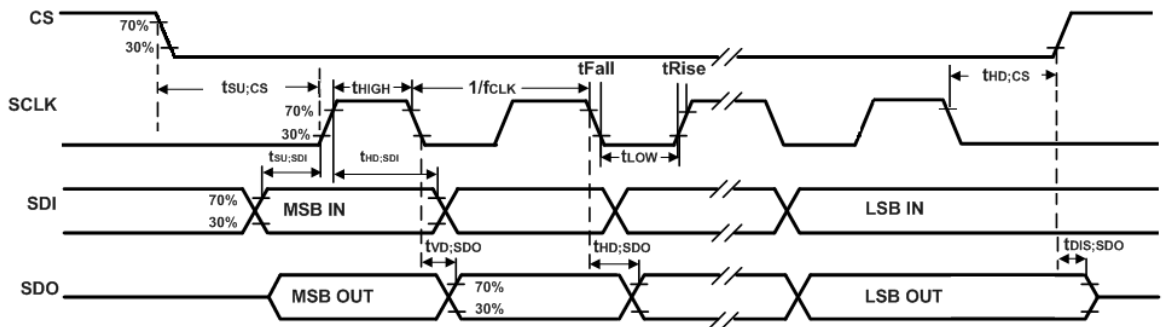 CS
70%
30%
tSU;CS
tHIGH
1/fCLK
tFall
tRise
tHD;CS
SCLK
70%
30%
tLOW
tSU;SDI
tHD;SDI
SDI
70%
30%
MSB IN
LSB IN
tVD;SDO
tHD;SDO
tDIS;SDO
SDO
MSB OUT
70%
30%
LSB OUT